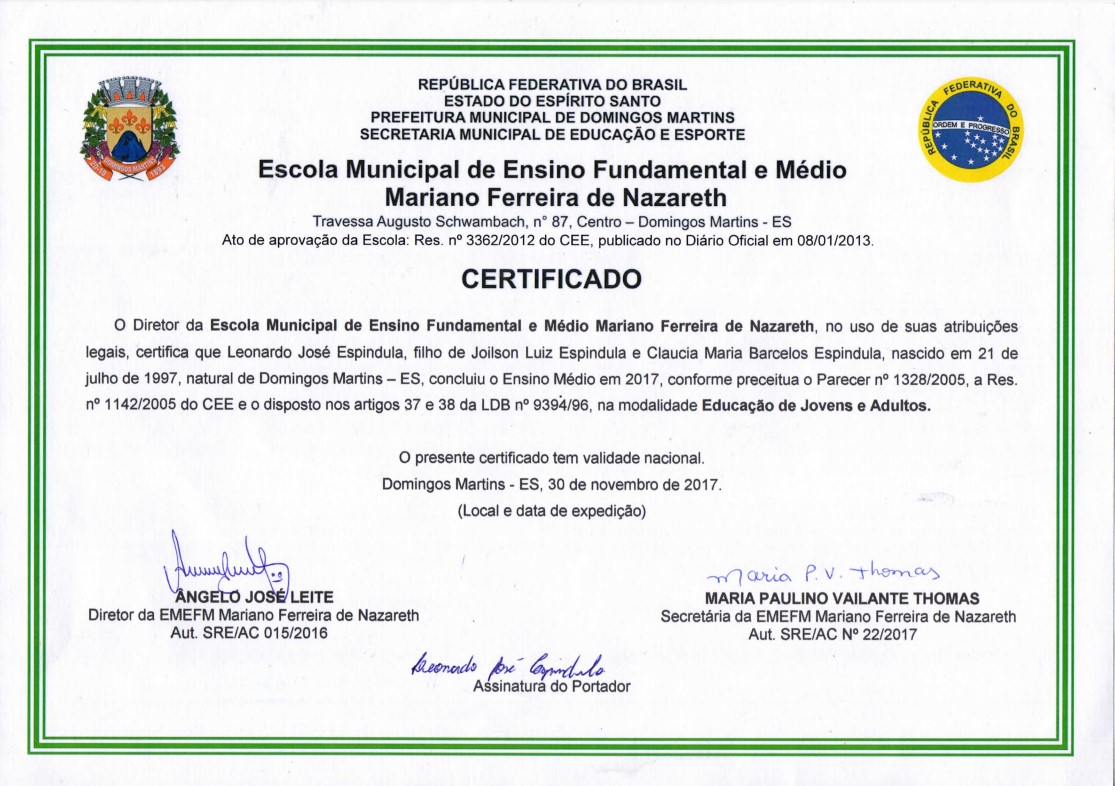 REPÚBLICA FEDERATIVA DO BRASIL
ESTADO DO ESPÍRITO SANTO
PREFEITURA MUNICIPAL DE DOMINGOS MARTINS
SECRETARIA MUNICIPAL DE EDUCAÇÃO E ESPORTE
DOMINGOS MARTINS
20-10 1893
REPÚBLICA FEDERATIVA DO BRASIL
ORDEM E PROGRESSO
Escola Municipal de Ensino Fundamental e Médio
Mariano Ferreira de Nazareth
Travessa Augusto Schwambach, n° 87, Centro – Domingos Martins - ES
Ato de aprovação da Escola: Res. nº 3362/2012 do CEE, publicado no Diário Oficial em 08/01/2013.
CERTIFICADO
O Diretor da Escola Municipal de Ensino Fundamental e Médio Mariano Ferreira de Nazareth, no uso de suas atribuições
legais, certifica que Leonardo José Espindula, filho de Joilson Luiz Espindula e Claucia Maria Barcelos Espindula, nascido em 21 de
julho de 1997, natural de Domingos Martins – ES, concluiu o Ensino Médio em 2017, conforme preceitua o Parecer nº 1328/2005, a Res.
nº 1142/2005 do CEE e o disposto nos artigos 37 e 38 da LDB nº 9394/96, na modalidade Educação de Jovens e Adultos.
O presente certificado tem validade nacional.
Domingos Martins - ES, 30 de novembro de 2017.
(Local e data de expedição)
ÂNGELO JOSÉ LEITE
Diretor da EMEFM Mariano Ferreira de Nazareth
Aut. SRE/AC 015/2016
Maria P. V. Thomas
MARIA PAULINO VAILANTE THOMAS
Secretária da EMEFM Mariano Ferreira de Nazareth
Aut. SRE/AC Nº 22/2017
Leonardo José Espindula
Assinatura do Portador